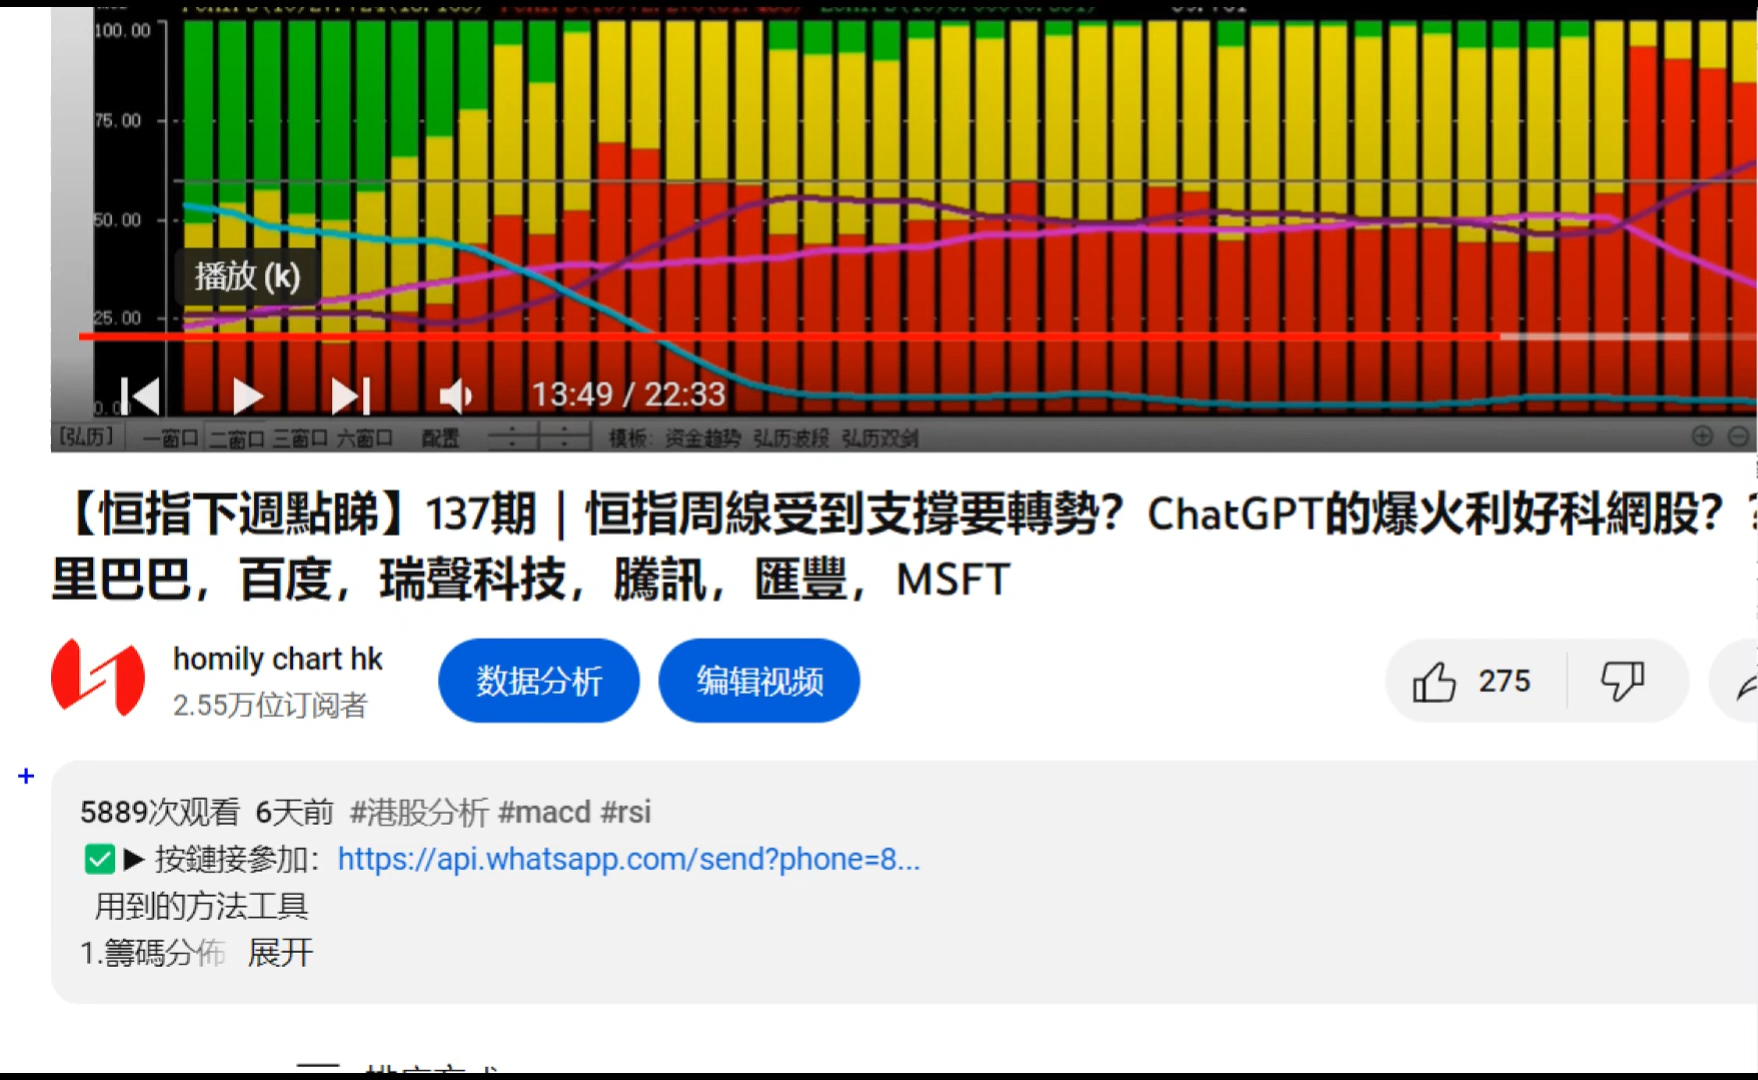 100.00
75.00
50.00
25.00
播放 (k)
13:49 / 22:33
[弘历] 一窗口 二窗口 三窗口 六窗口 配置 模板: 资金趋势 弘历波段 弘历双剑
【恒指下週點睇】137期｜恒指周線受到支撐要轉勢？ChatGPT的爆火利好科網股？
里巴巴，百度，瑞聲科技，騰訊，匯豐，MSFT
homily chart hk
2.55万位订阅者
数据分析
编辑视频
275
5889次观看 6天前 #港股分析 #macd #rsi
✅▶ 按鏈接參加：https://api.whatsapp.com/send?phone=8...
用到的方法工具
1.籌碼分佈 展开